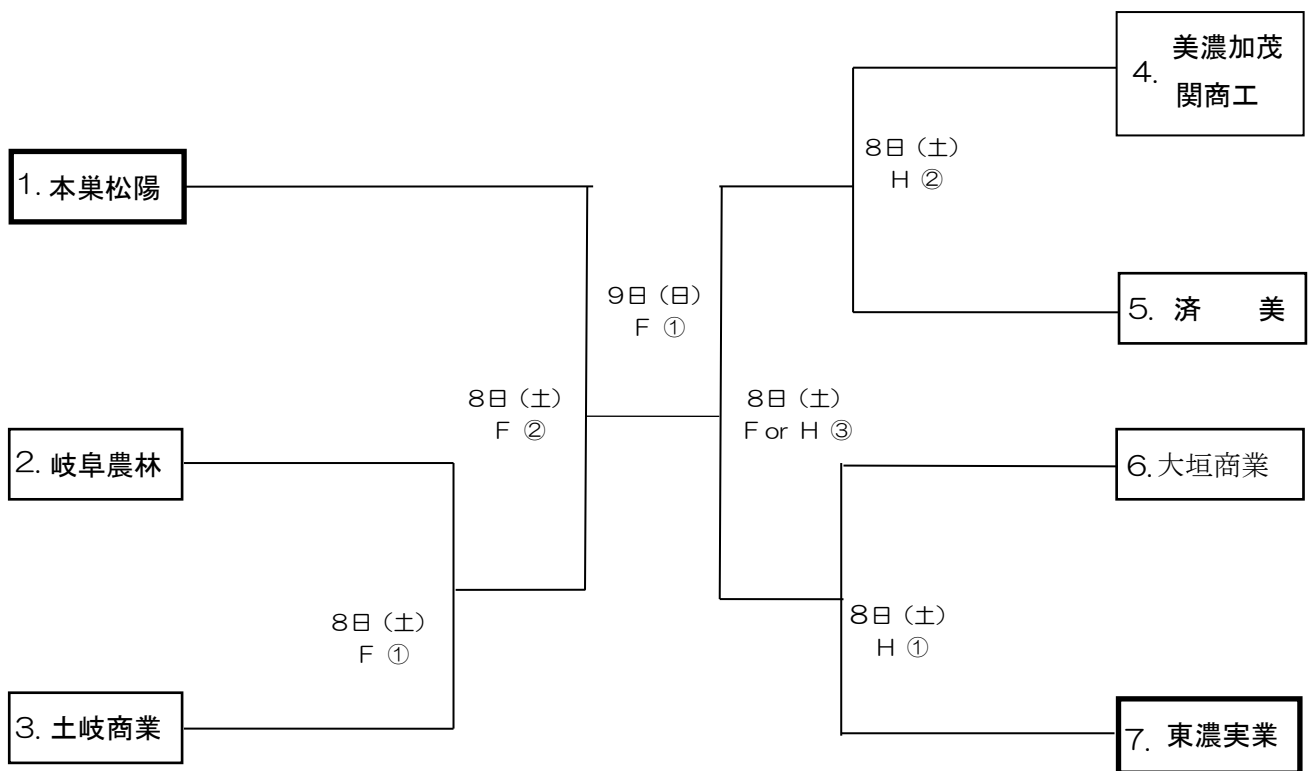 1. 本巣松陽
2. 岐阜農林
3. 土岐商業
8日（土）
F ①
8日（土）
F ②
9日（日）
F ①
8日（土）
F or H ③
8日（土）
H ②
8日（土）
H ①
4. 美濃加茂
関商工
5. 済　　美
6. 大垣商業
7. 東濃実業